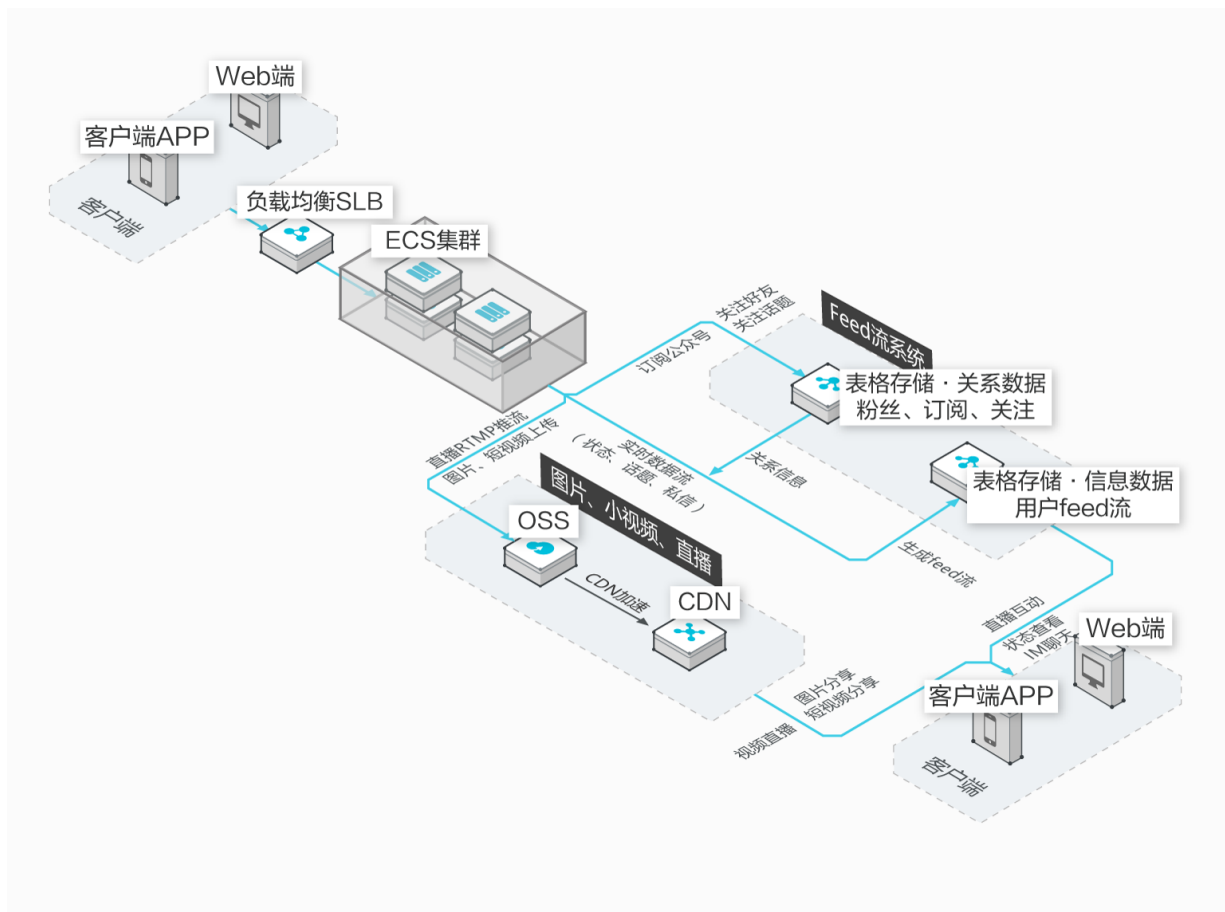 Web端
客户端APP
客户端
负载均衡SLB
ECS集群
关注好友
关注话题
订阅公众号
Feed流系统
表格存储 · 关系数据
粉丝、订阅、关注
直播RTMP推流
图片、短视频上传
实时数据流
(状态、话题、私信)
关系信息
表格存储 · 信息数据
用户feed流
图片、小视频、直播
OSS
CDN加速
CDN
生成feed流
直播互动
状态查看
IM聊天
图片分享
短视频分享
视频直播
Web端
客户端APP
客户端